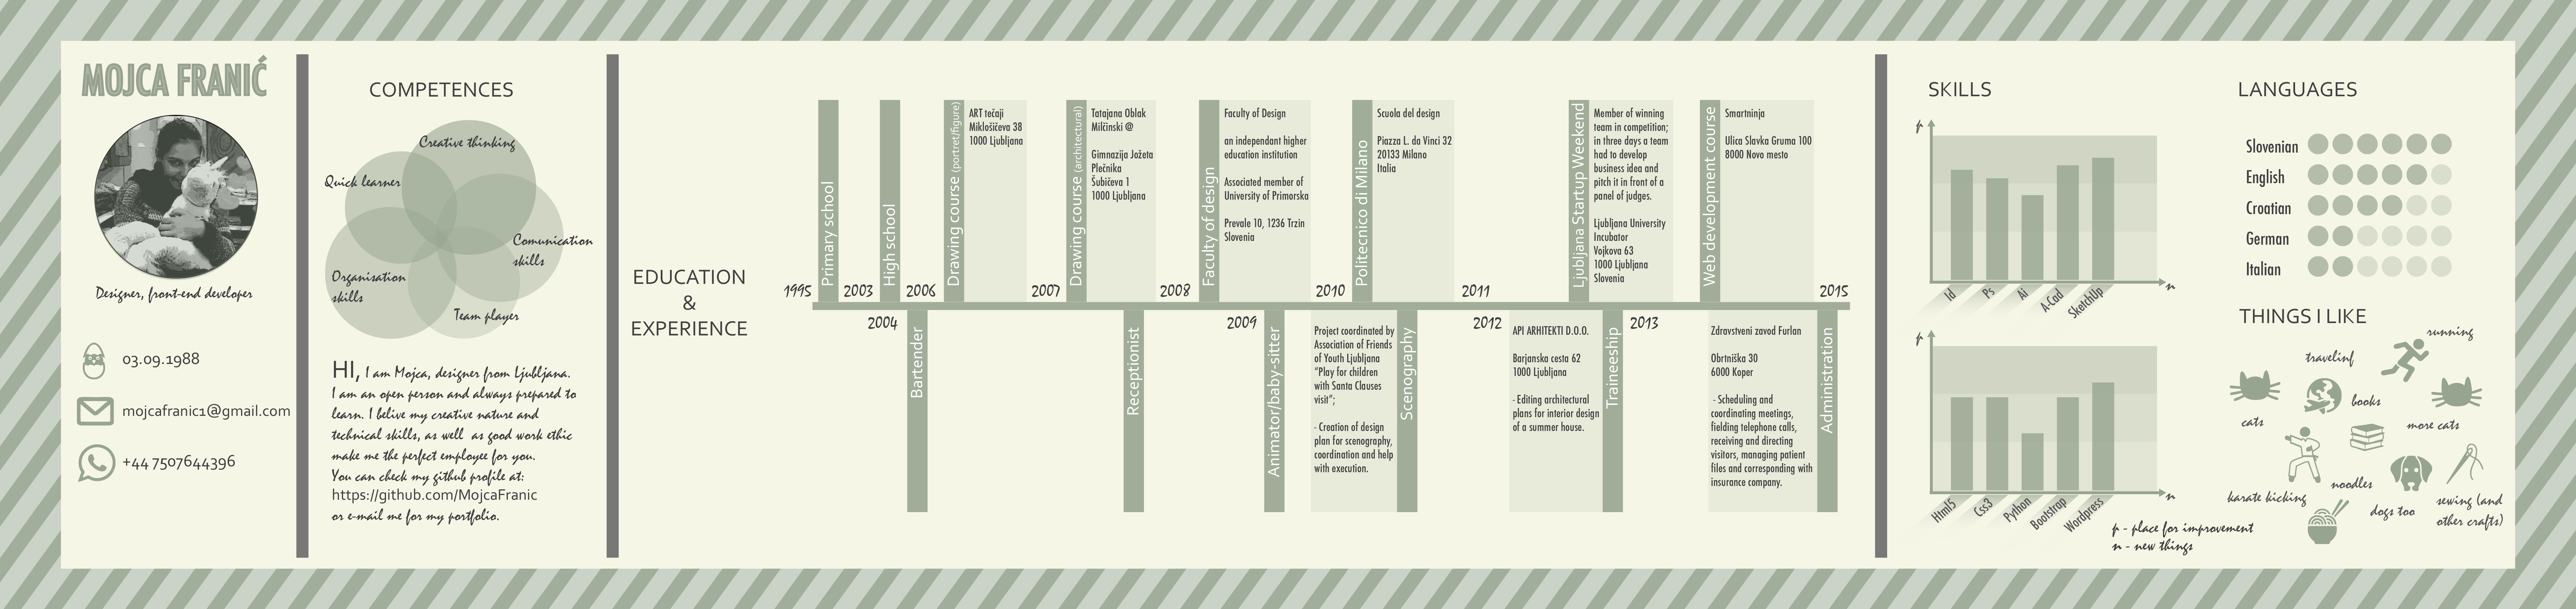 MOJCA FRANIĆ
Designer, front-end developer
03.09.1988
mojcafranic1@gmail.com
+44 7507644396
COMPETENCES
Creative thinking
Quick learner
Comunication
skills
Organisation
skills
Team player
HI, I am Mojca, designer from Ljubljana.
I am an open person and always prepared to
learn. I belive my creative nature and
technical skills, as well as good work ethic
make me the perfect employee for you.
You can check my github profile at:
https://github.com/MojcaFranic
or e-mail me for my portfolio.
EDUCATION
&
EXPERIENCE
1995
Primary school
2003
High school
2004
Bartender
2006
Drawing course (portret/figure)
ART tečaji
Miklošičeva 38
1000 Ljubljana
2007
Drawing course (architectural)
Tatajana Oblak
Milčinski @
Gimnazija Jožeta
Plečnika
Šubičeva 1
1000 Ljubljana
Receptionist
2008
Faculty of design
Faculty of Design
an independant higher
education institution
Associated member of
University of Primorska
Prevale 10, 1236 Trzin
Slovenia
2009
Animator/baby-sitter
2010
Politecnico di Milano
Scuola del design
Piazza L. da Vinci 32
20133 Milano
Italia
Project coordinated by
Association of Friends
of Youth Ljubljana
"Play for children
with Santa Clauses
visit";
- Creation of design
plan for scenography,
coordination and help
with execution.
Scenography
2011
2012
Ljubljana Startup Weekend
Member of winning
team in competition;
in three days a team
had to develop
business idea and
pitch it in front of a
panel of judges.
Ljubljana University
Incubator
Vojkova 63
1000 Ljubljana
Slovenia
API ARHITEKTI D.O.O.
Barjanska cesta 62
1000 Ljubljana
- Editing architectural
plans for interior design
of a summer house.
Traineeship
2013
Web development course
Smartninja
Ulica Slavka Gruma 100
8000 Novo mesto
Zdravstveni zavod Furlan
Obrtniška 30
6000 Koper
- Scheduling and
coordinating meetings,
fielding telephone calls,
receiving and directing
visitors, managing patient
files and corresponding with
insurance company.
Administration
2015
SKILLS
p
n
Id
Ps
Ai
A-Cad
SketchUp
p
n
Html5
Css3
Python
Bootstrap
Wordpress
p - place for improvement
n - new things
LANGUAGES
Slovenian
English
Croatian
German
Italian
THINGS I LIKE
running
travelinf
cats
books
more cats
karate kicking
noodles
dogs too
sewing (and
other crafts)